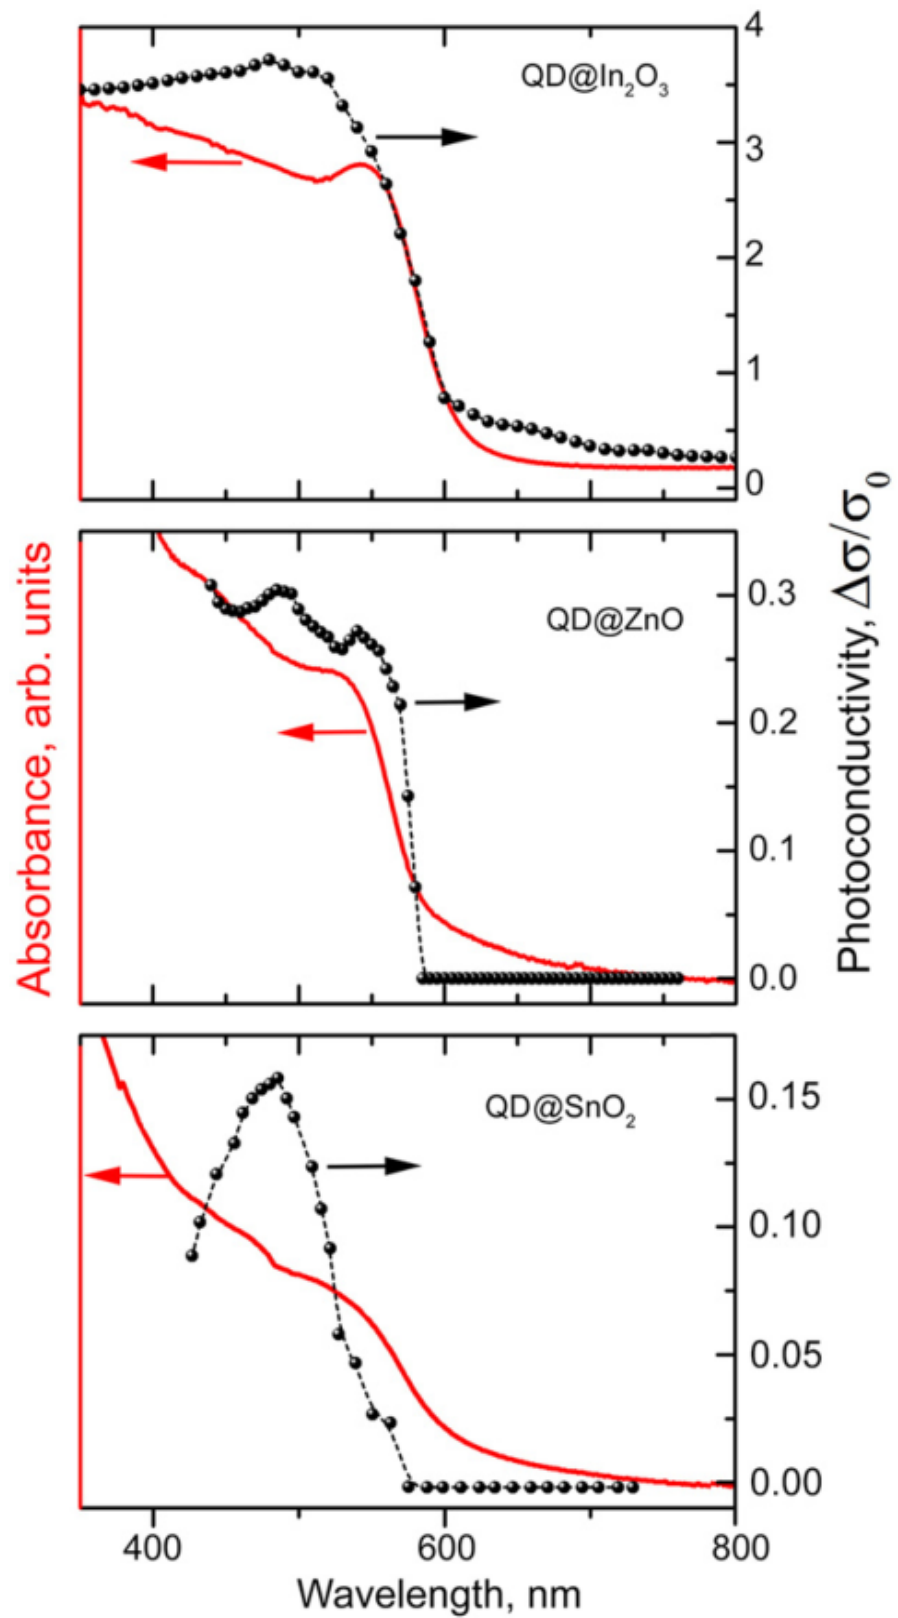 QD@In₂O₃
4
3
2
1
0
QD@ZnO
0.3
0.2
0.1
0.0
QD@SnO₂
0.15
0.10
0.05
0.00
400 600 800
Wavelength, nm
Absorbance, arb. units
Photoconductivity, Δσ/σ₀